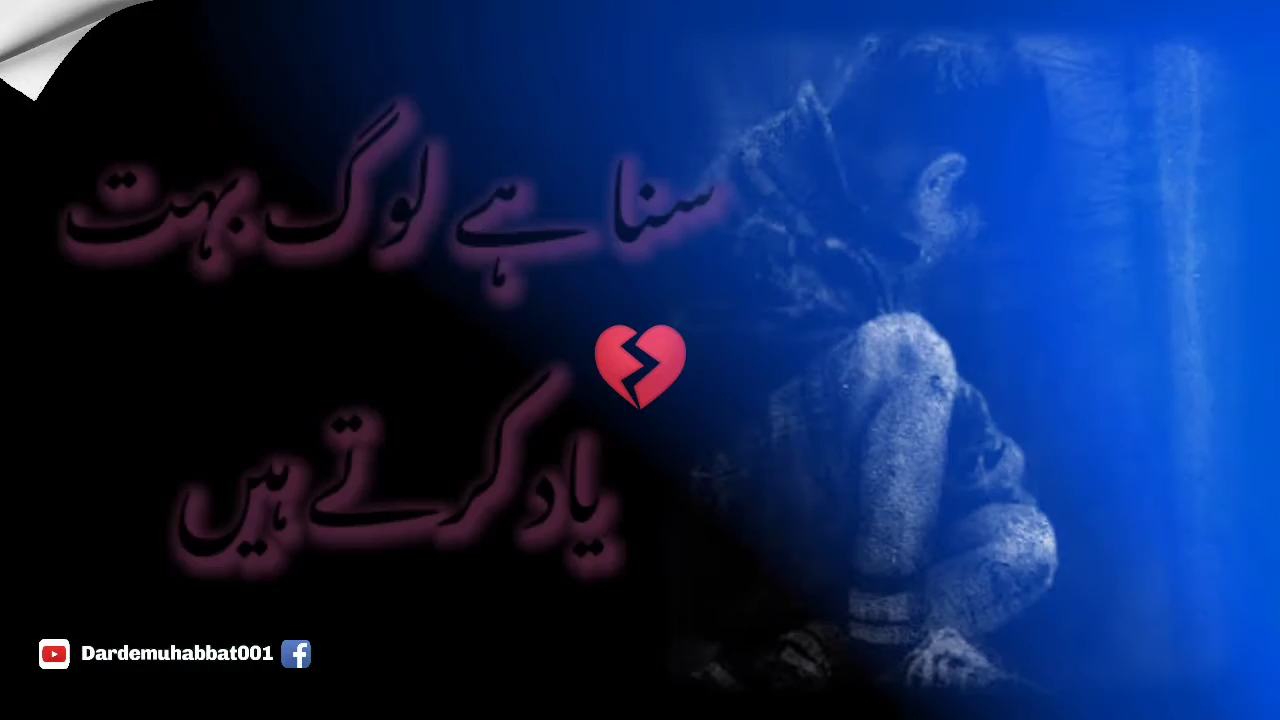 سنا ہے لوگ بہت
یاد کرتے ہیں
Dardemuhabbat001